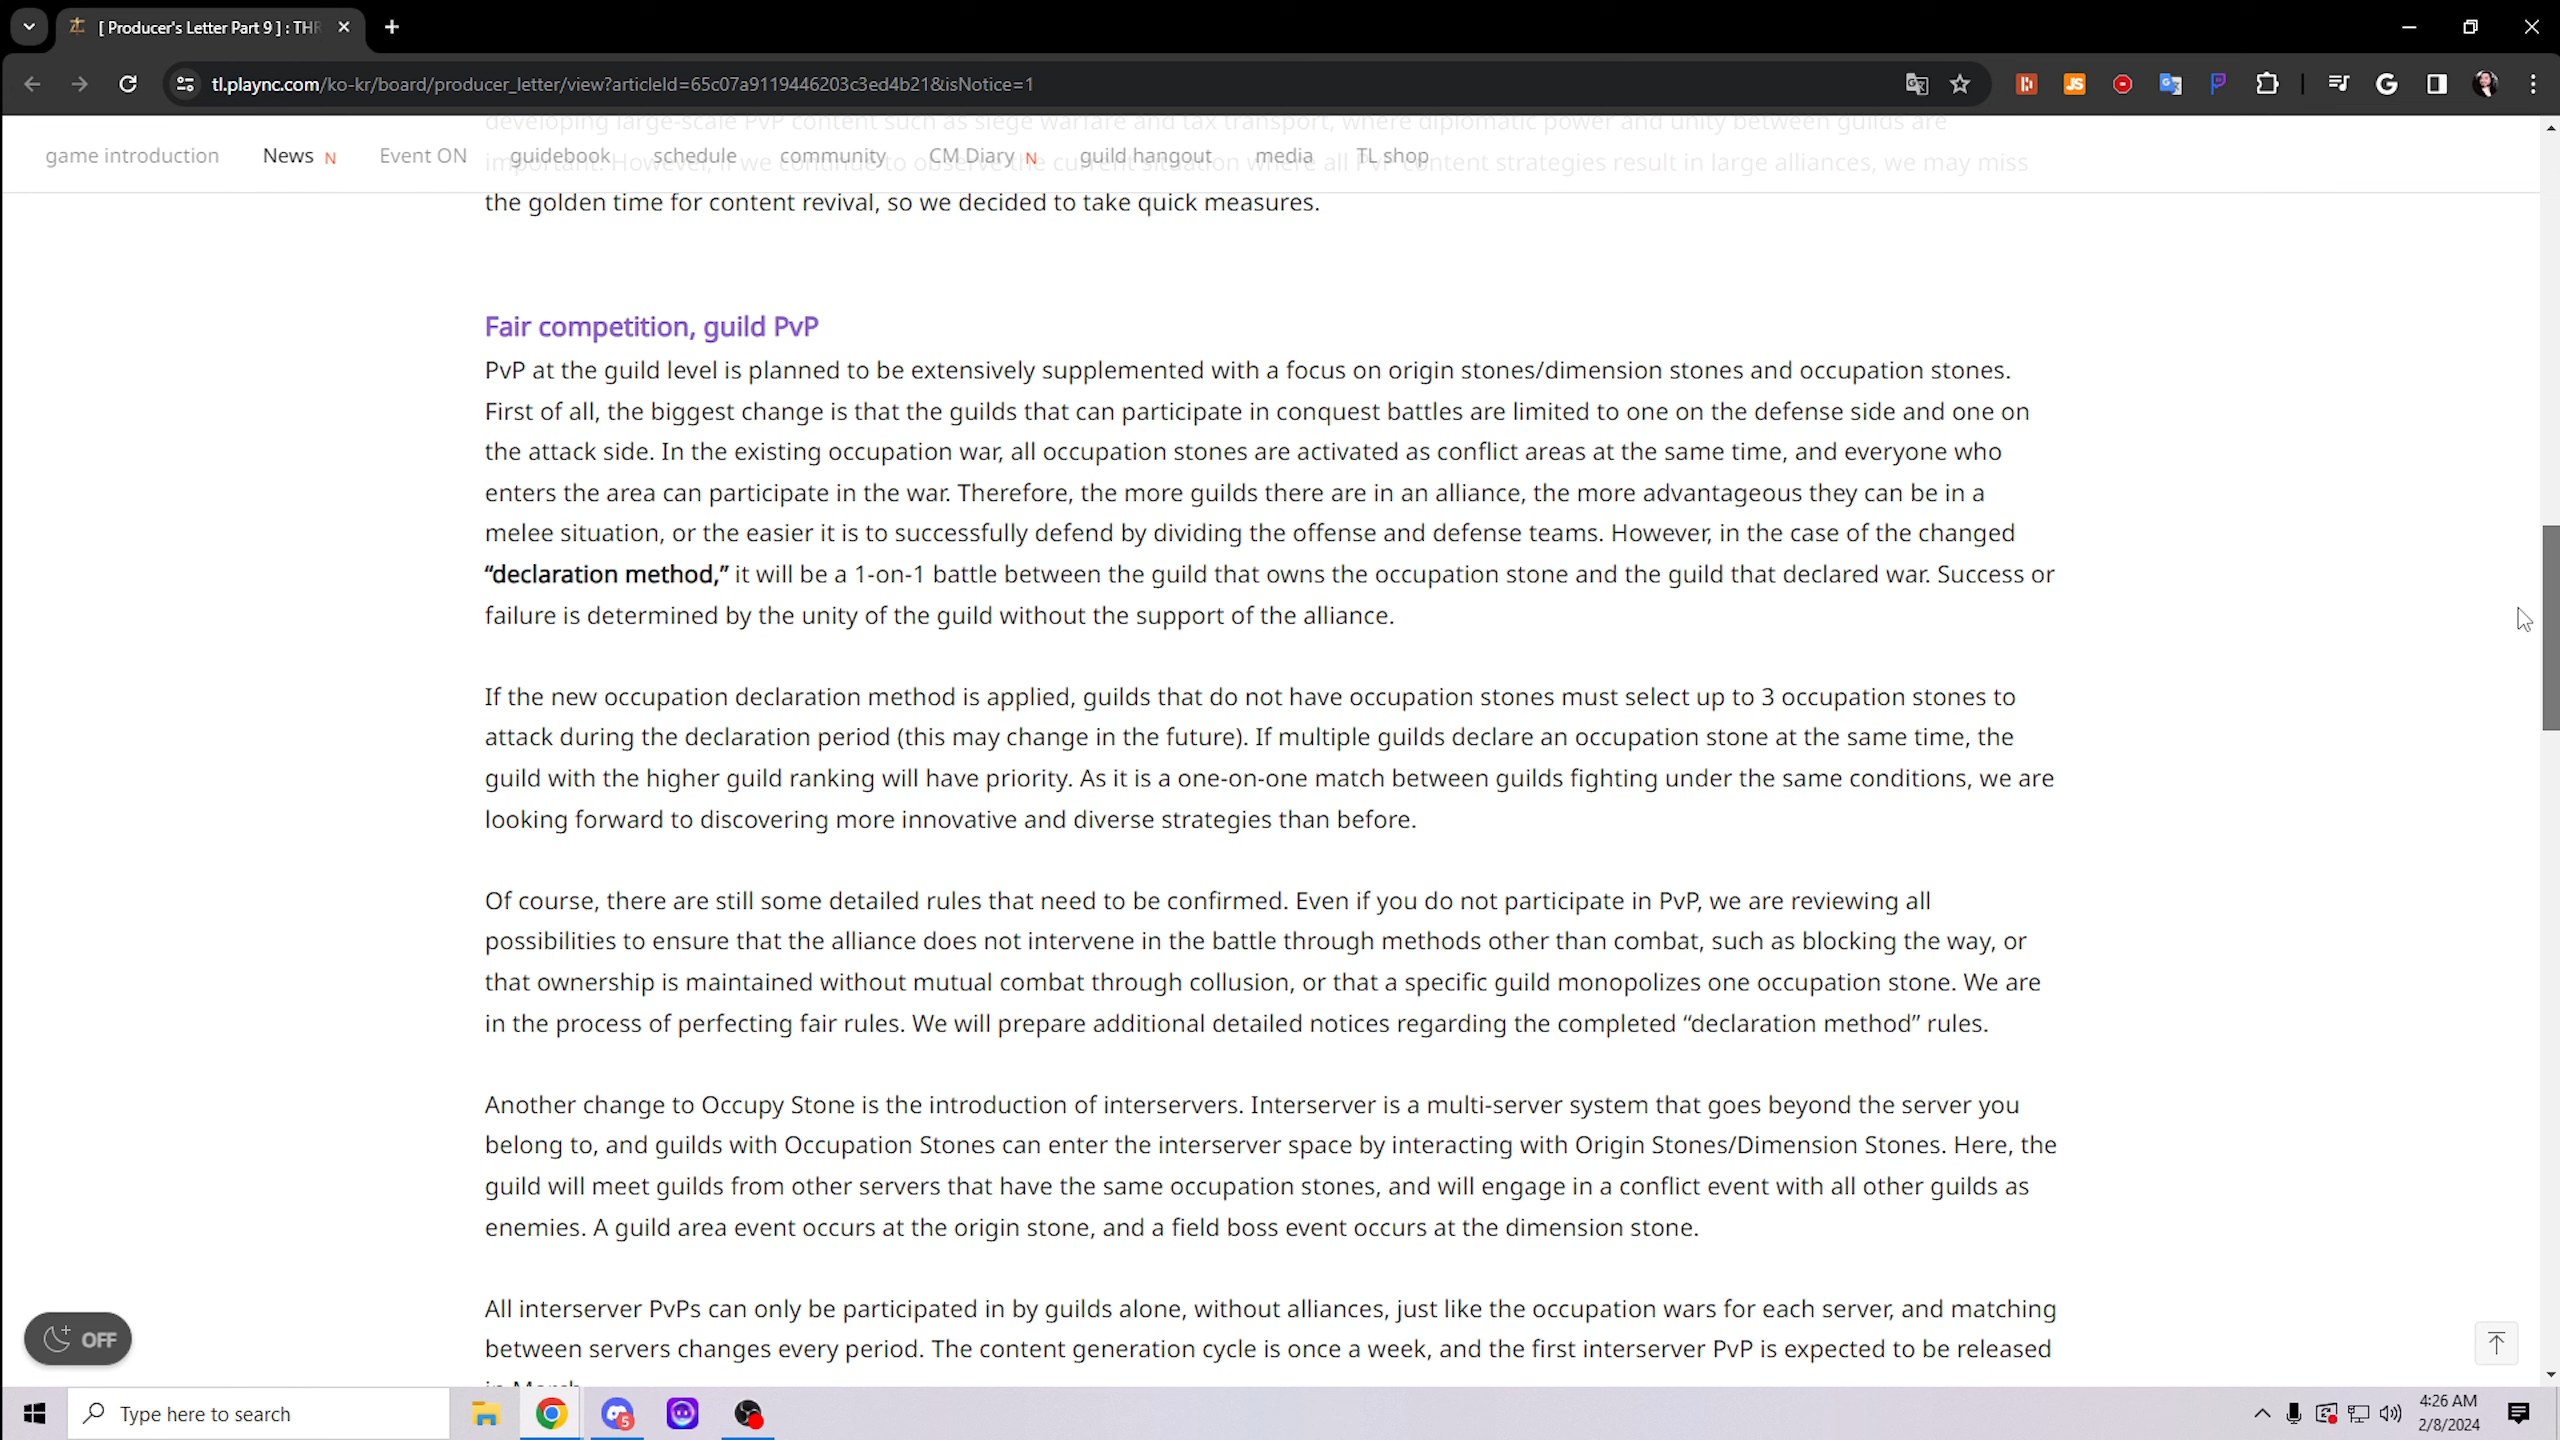 [ Producer's Letter Part 9 ] : THR
tl.plaync.com/ko-kr/board/producer_letter/view?articleId=65c07a9119446203c3ed4b21&isNotice=1
developing large-scale PvP content such as siege warfare and tax transport, where diplomatic power and unity between guilds are
game introduction News N Event ON guidebook schedule community CM Diary N guild hangout media TL shop
important. However, if we continue to observe the current situation where all PvP content strategies result in large alliances, we may miss
the golden time for content revival, so we decided to take quick measures.
Fair competition, guild PvP
PvP at the guild level is planned to be extensively supplemented with a focus on origin stones/dimension stones and occupation stones.
First of all, the biggest change is that the guilds that can participate in conquest battles are limited to one on the defense side and one on
the attack side. In the existing occupation war, all occupation stones are activated as conflict areas at the same time, and everyone who
enters the area can participate in the war. Therefore, the more guilds there are in an alliance, the more advantageous they can be in a
melee situation, or the easier it is to successfully defend by dividing the offense and defense teams. However, in the case of the changed
“declaration method,” it will be a 1-on-1 battle between the guild that owns the occupation stone and the guild that declared war. Success or
failure is determined by the unity of the guild without the support of the alliance.
If the new occupation declaration method is applied, guilds that do not have occupation stones must select up to 3 occupation stones to
attack during the declaration period (this may change in the future). If multiple guilds declare an occupation stone at the same time, the
guild with the higher guild ranking will have priority. As it is a one-on-one match between guilds fighting under the same conditions, we are
looking forward to discovering more innovative and diverse strategies than before.
Of course, there are still some detailed rules that need to be confirmed. Even if you do not participate in PvP, we are reviewing all
possibilities to ensure that the alliance does not intervene in the battle through methods other than combat, such as blocking the way, or
that ownership is maintained without mutual combat through collusion, or that a specific guild monopolizes one occupation stone. We are
in the process of perfecting fair rules. We will prepare additional detailed notices regarding the completed “declaration method” rules.
Another change to Occupy Stone is the introduction of interservers. Interserver is a multi-server system that goes beyond the server you
belong to, and guilds with Occupation Stones can enter the interserver space by interacting with Origin Stones/Dimension Stones. Here, the
guild will meet guilds from other servers that have the same occupation stones, and will engage in a conflict event with all other guilds as
enemies. A guild area event occurs at the origin stone, and a field boss event occurs at the dimension stone.
All interserver PvPs can only be participated in by guilds alone, without alliances, just like the occupation wars for each server, and matching
between servers changes every period. The content generation cycle is once a week, and the first interserver PvP is expected to be released
in March
OFF
Type here to search
5
4:26 AM
2/8/2024